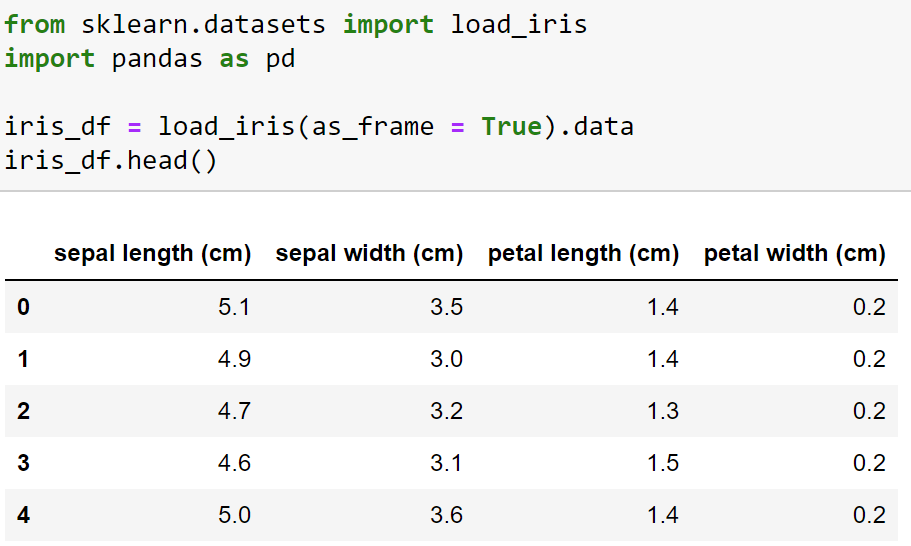 from sklearn.datasets import load_iris
import pandas as pd
iris_df = load_iris(as_frame = True).data
iris_df.head()
sepal length (cm) sepal width (cm) petal length (cm) petal width (cm)
0 5.1 3.5 1.4 0.2
1 4.9 3.0 1.4 0.2
2 4.7 3.2 1.3 0.2
3 4.6 3.1 1.5 0.2
4 5.0 3.6 1.4 0.2